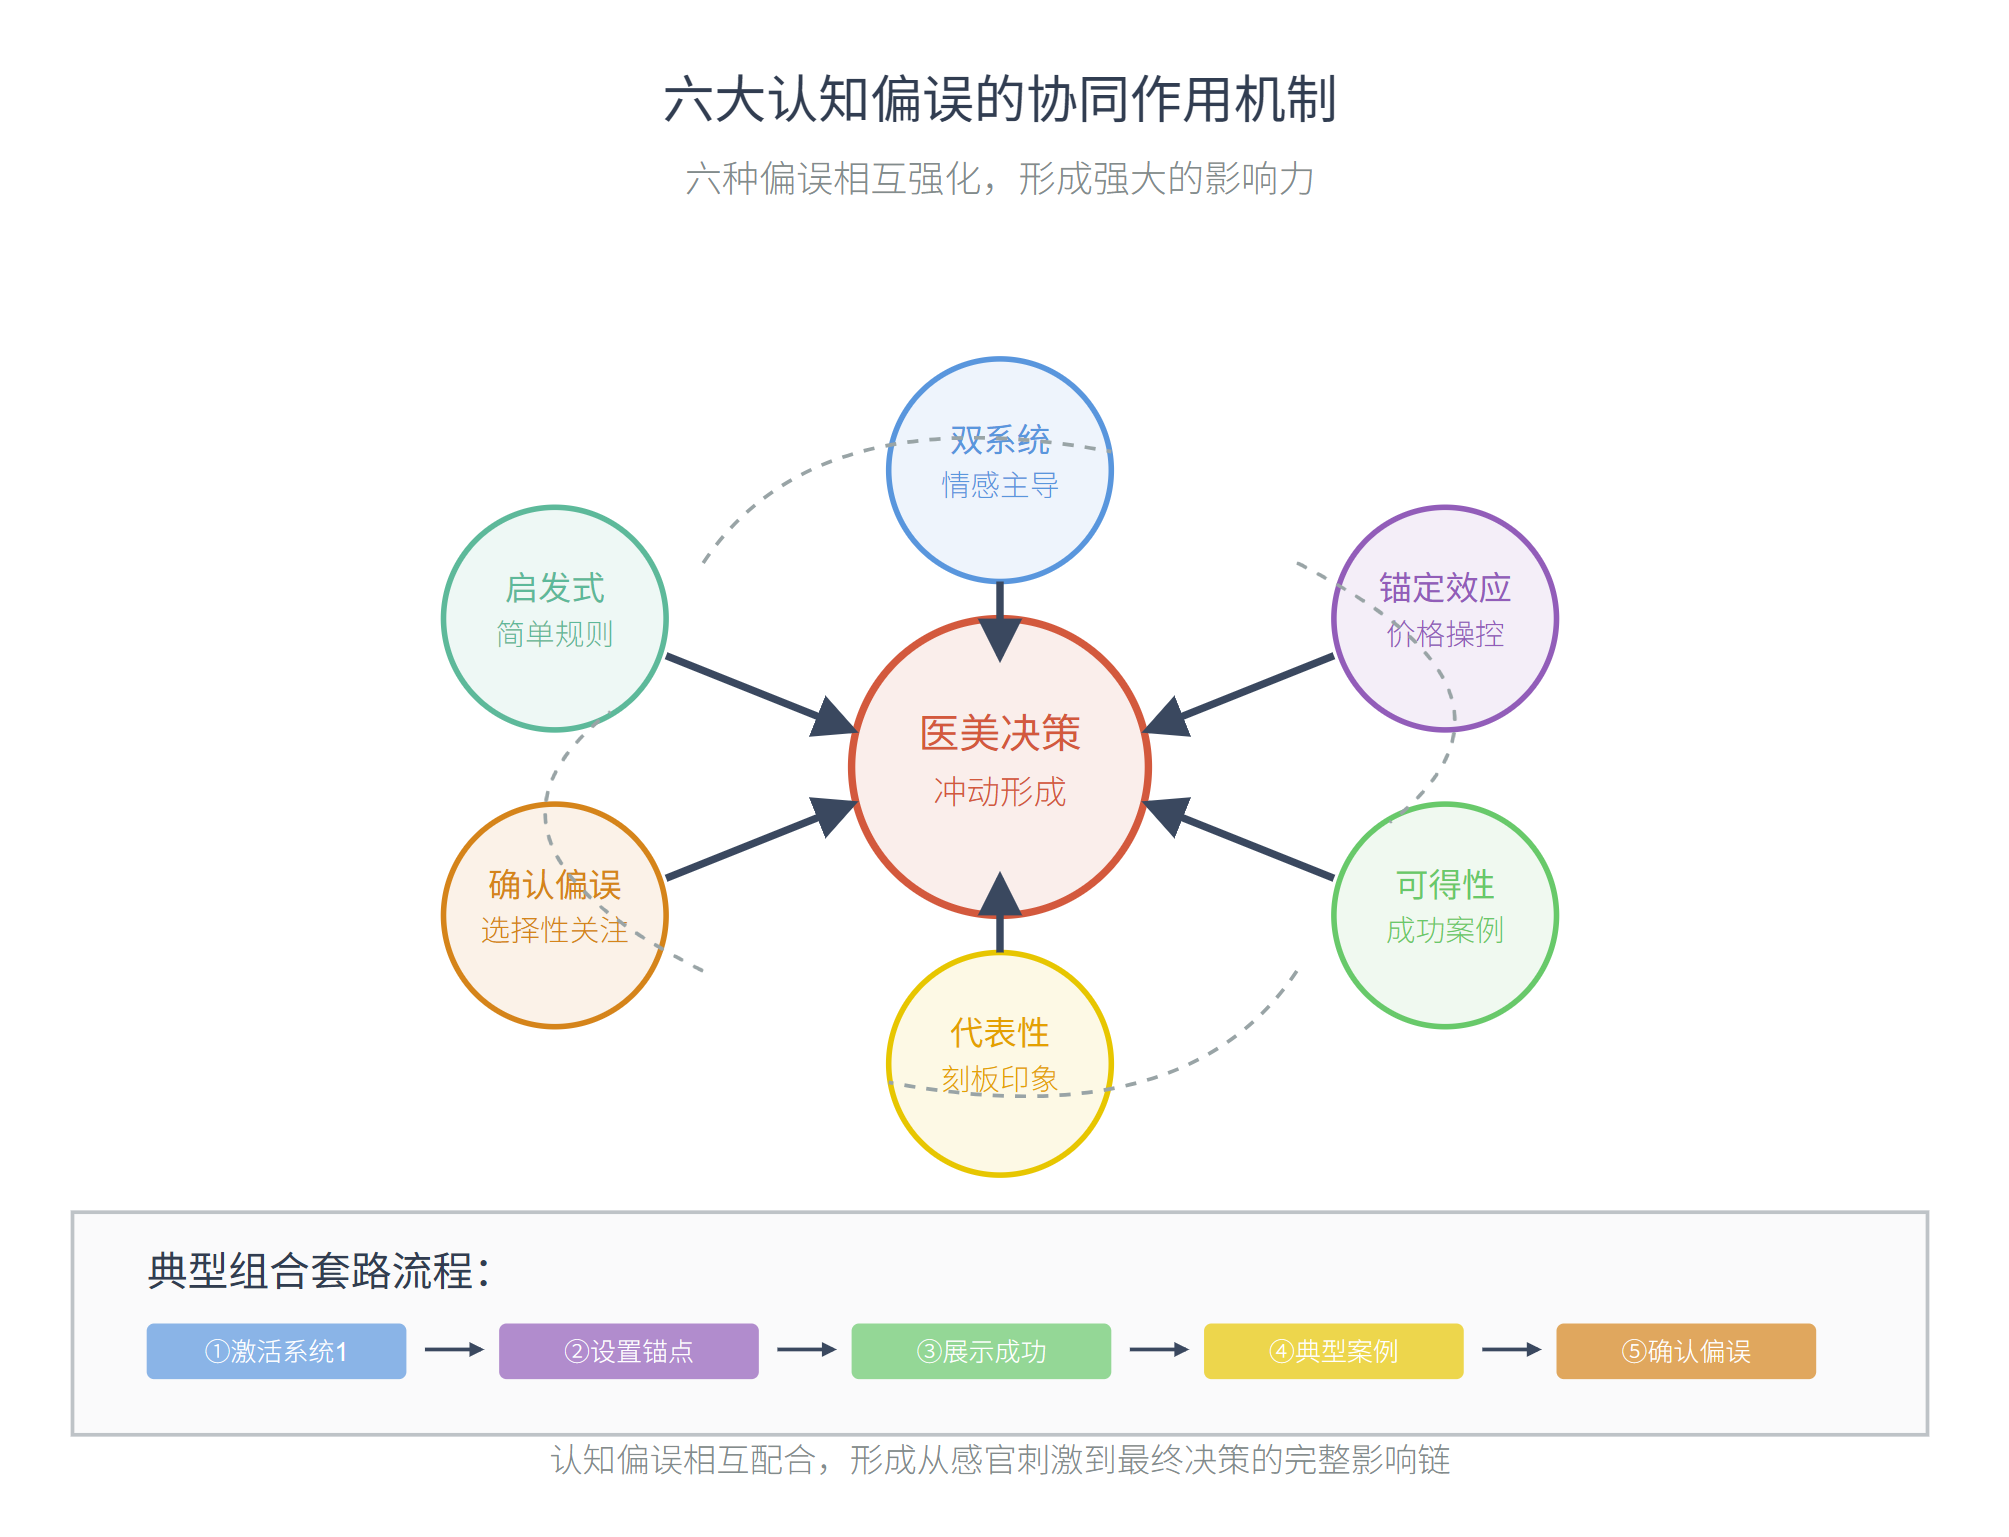 六大认知偏误的协同作用机制
六种偏误相互强化，形成强大的影响力
双系统
情感主导
启发式
简单规则
锚定效应
价格操控
医美决策
冲动形成
确认偏误
选择性关注
可得性
成功案例
代表性
刻板印象
典型组合套路流程：
①激活系统1
②设置锚点
③展示成功
④典型案例
⑤确认偏误
认知偏误相互配合，形成从感官刺激到最终决策的完整影响链